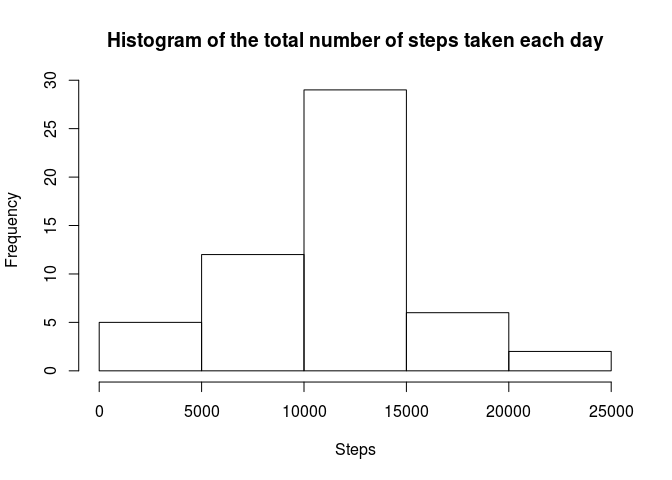 Histogram of the total number of steps taken each day
Frequency
30
25
20
15
10
5
0
0 5000 10000 15000 20000 25000
Steps